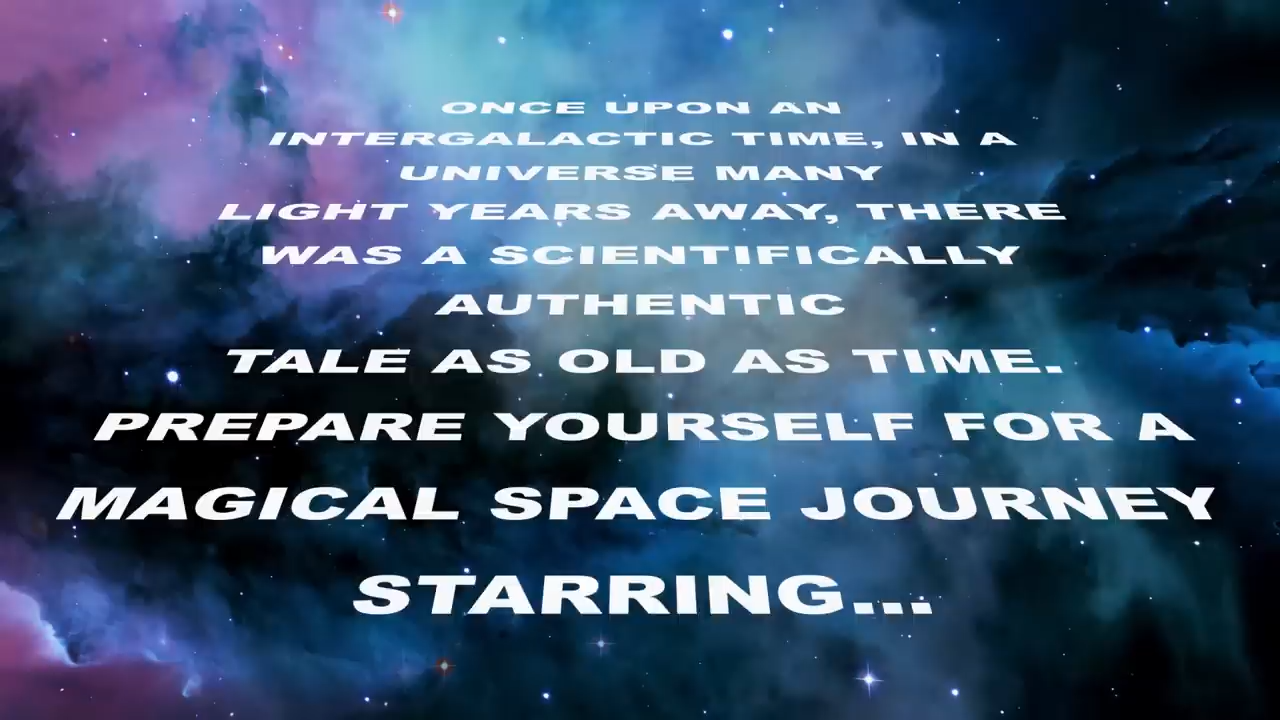 ONCE UPON AN
INTERGALACTIC TIME, IN A
UNIVERSE MANY
LIGHT YEARS AWAY, THERE
WAS A SCIENTIFICALLY
AUTHENTIC
TALE AS OLD AS TIME.
PREPARE YOURSELF FOR A
MAGICAL SPACE JOURNEY
STARRING...